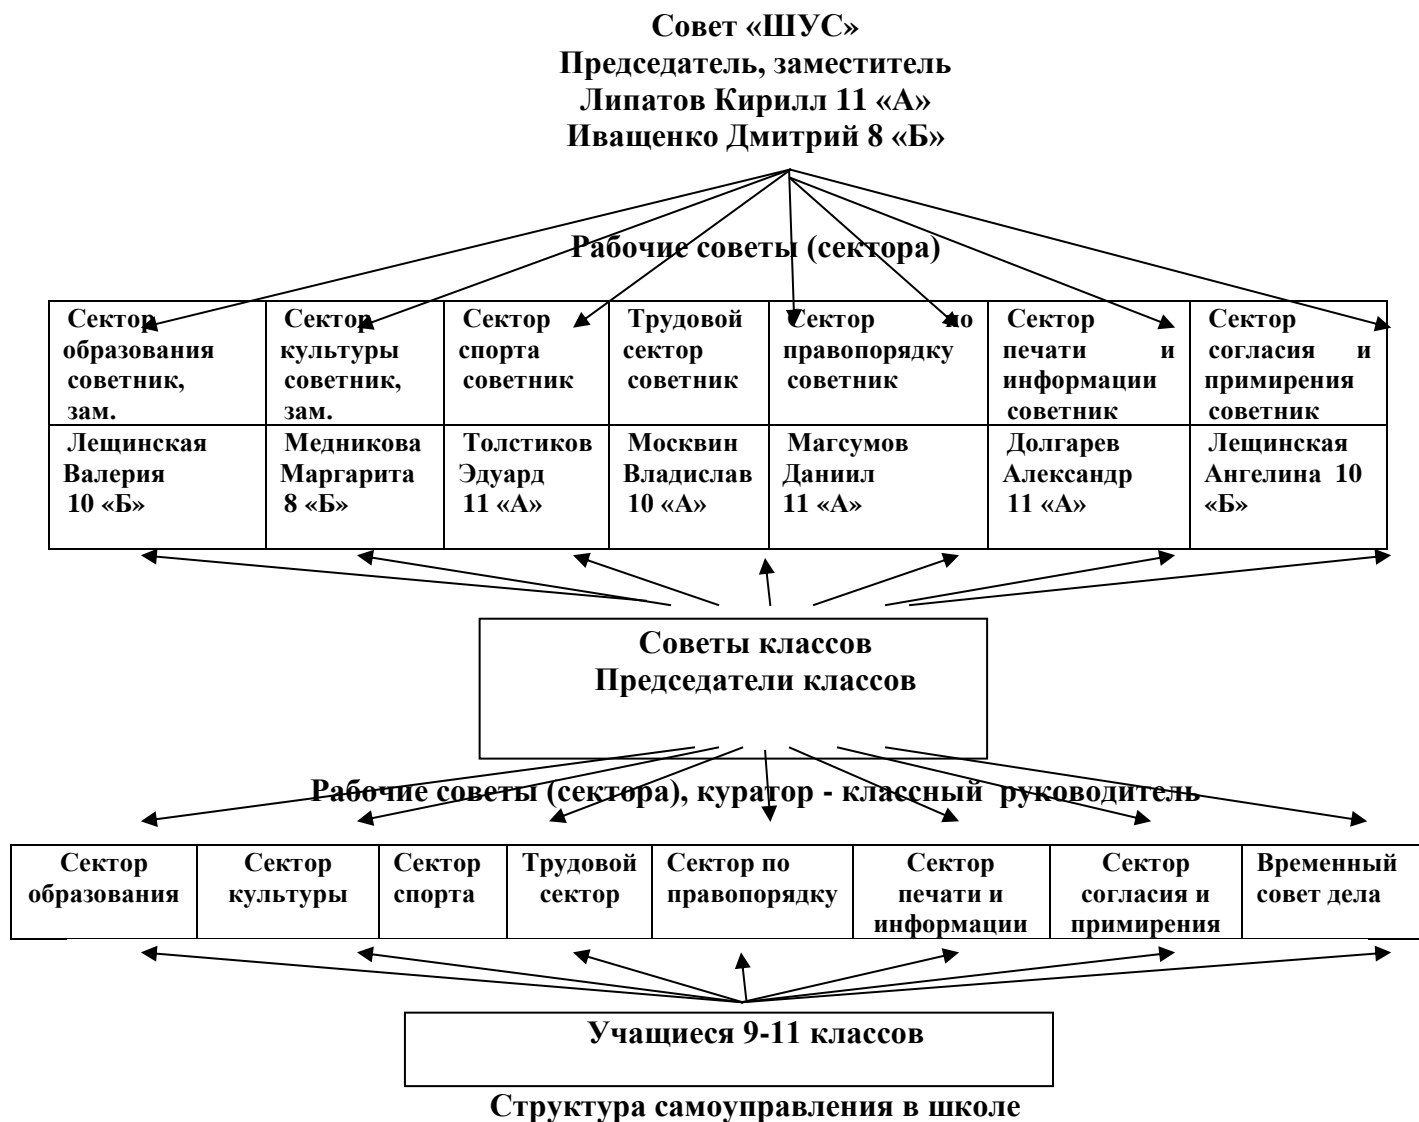 Совет «ШУС»
Председатель, заместитель
Липатов Кирилл 11 «А»
Иващенко Дмитрий 8 «Б»
Рабочие советы (сектора)
Сектор
образования
советник,
зам.
Сектор
культуры
советник,
зам.
Сектор
спорта
советник
Трудовой
сектор
советник
Сектор по
правопорядку
советник
Сектор
печати и
информации
советник
Сектор
согласия и
примирения
советник
Лещинская
Валерия
10 «Б»
Медникова
Маргарита
8 «Б»
Толстиков
Эдуард
11 «А»
Москвин
Владислав
10 «А»
Магсумов
Даниил
11 «А»
Долгарев
Александр
11 «А»
Лещинская
Ангелина 10
«Б»
Советы классов
Председатели классов
Рабочие советы (сектора), куратор - классный руководитель
Сектор
образования
Сектор
культуры
Сектор
спорта
Трудовой
сектор
Сектор по
правопорядку
Сектор
печати и
информации
Сектор
согласия и
примирения
Временный
совет дела
Учащиеся 9-11 классов
Структура самоуправления в школе